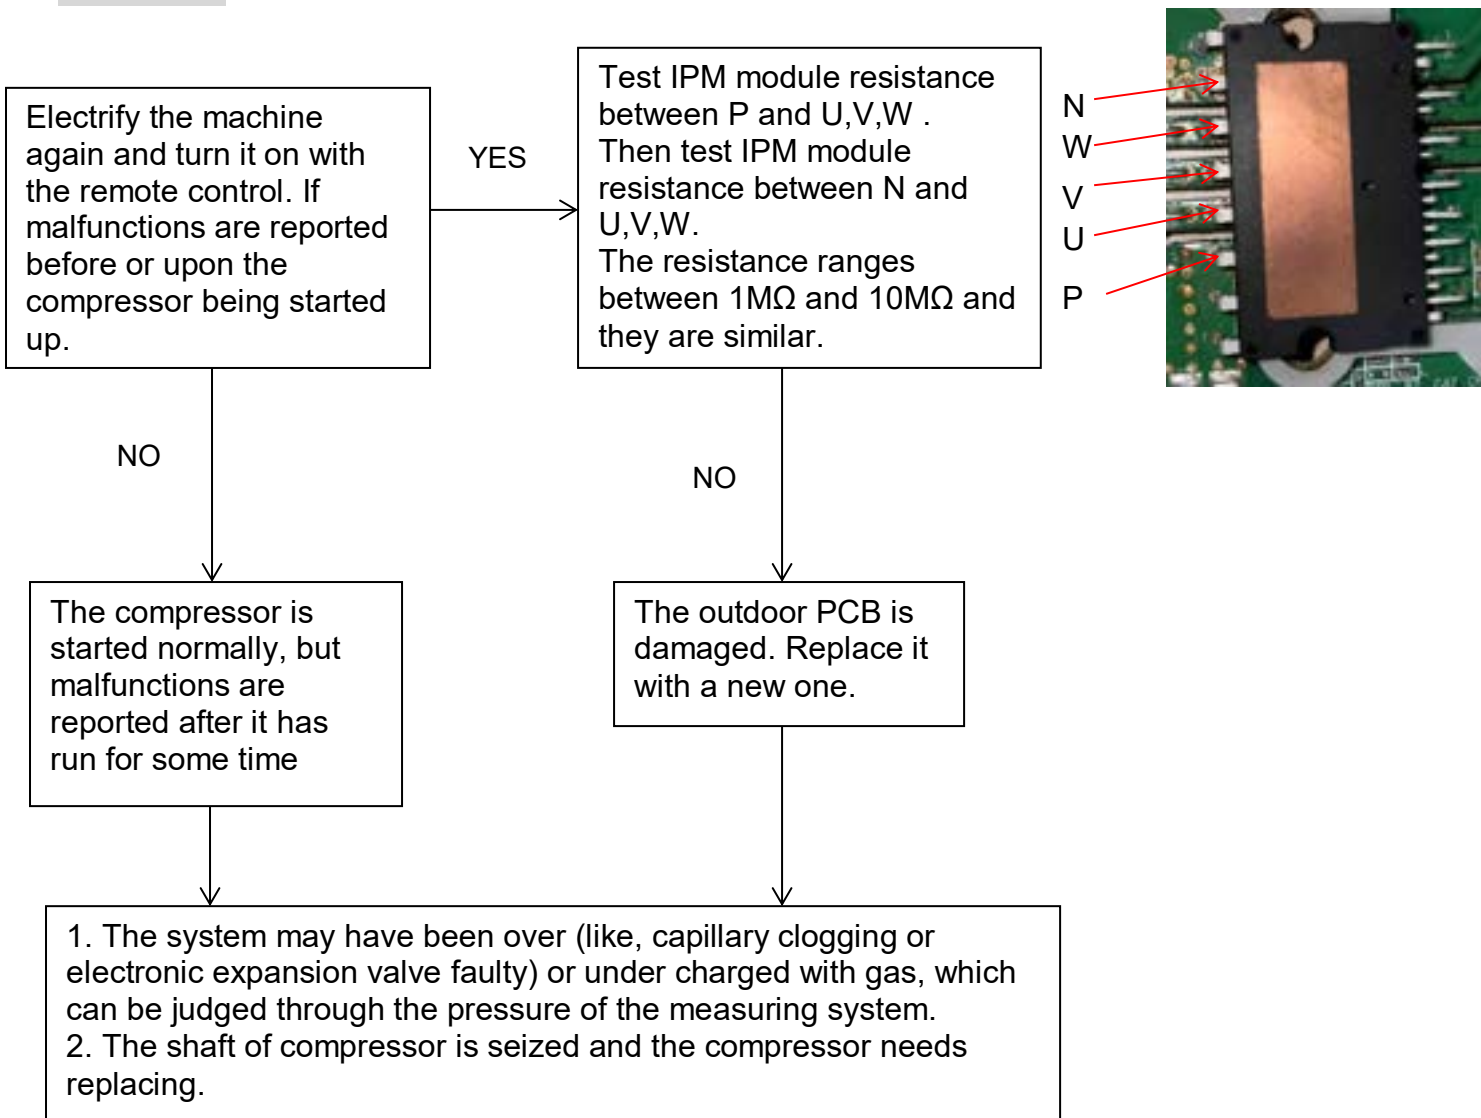 Electrify the machine
again and turn it on with
the remote control. If
malfunctions are reported
before or upon the
compressor being started
up.
YES
Test IPM module resistance
between P and U,V,W .
Then test IPM module
resistance between N and
U,V,W.
The resistance ranges
between 1MΩ and 10MΩ and
they are similar.
N
W
V
U
P
NO
NO
The compressor is
started normally, but
malfunctions are
reported after it has
run for some time
The outdoor PCB is
damaged. Replace it
with a new one.
1. The system may have been over (like, capillary clogging or
electronic expansion valve faulty) or under charged with gas, which
can be judged through the pressure of the measuring system.
2. The shaft of compressor is seized and the compressor needs
replacing.